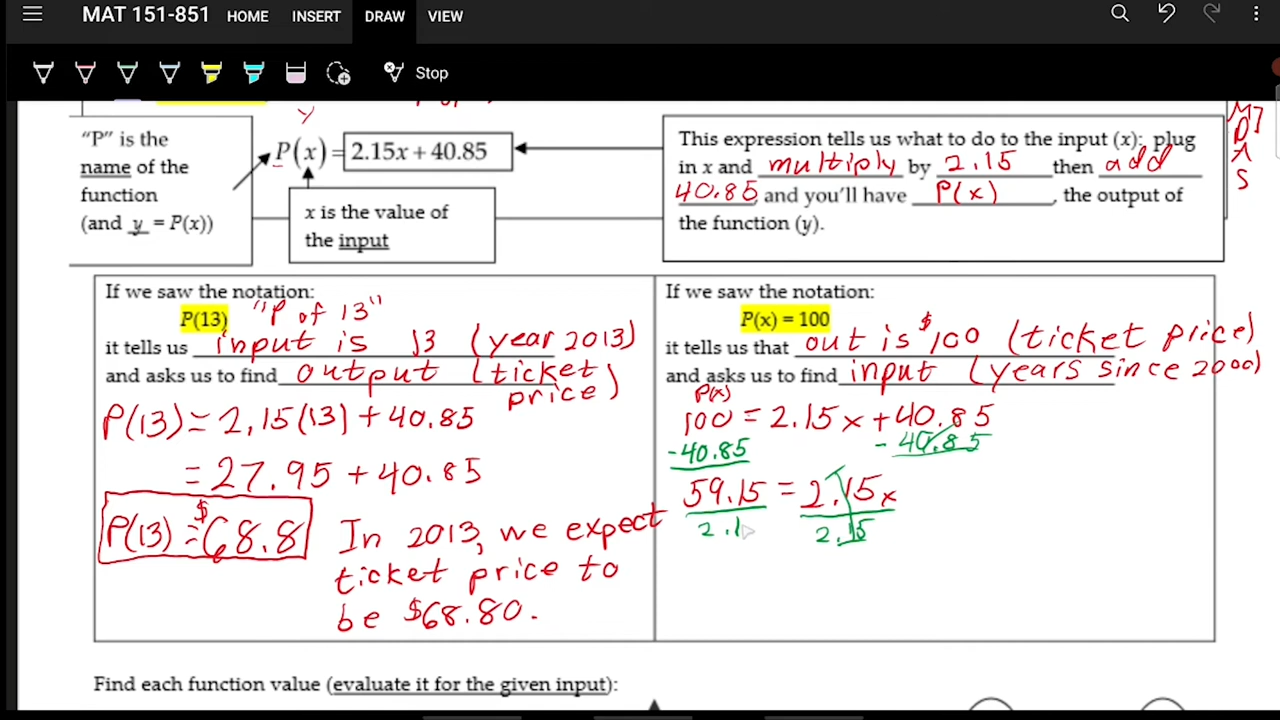 MAT 151-851 HOME INSERT DRAW VIEW
Stop
y
"P" is the
name of the
function
(and y = P(x))
P(x) = 2.15x + 40.85
x is the value of
the input
This expression tells us what to do to the input (x): plug
in x and multiply by 2.15 then add
40.85, and you'll have P(x), the output of
the function (y).
M
D
A
S
If we saw the notation:
P(13) "P of 13"
it tells us input is 13 (year 2013)
and asks us to find output (ticket
price)
P(13) = 2.15(13) + 40.85
= 27.95 + 40.85
P(13) = $68.8
In 2013, we expect
ticket price to
be $68.80.
If we saw the notation:
P(x) = 100
it tells us that out is $100 (ticket price)
and asks us to find input (years since 2000)
P(x)
100 = 2.15x + 40.85
-40.85 - 40.85
59.15 = 2.15x
2.1 2.15
Find each function value (evaluate it for the given input):